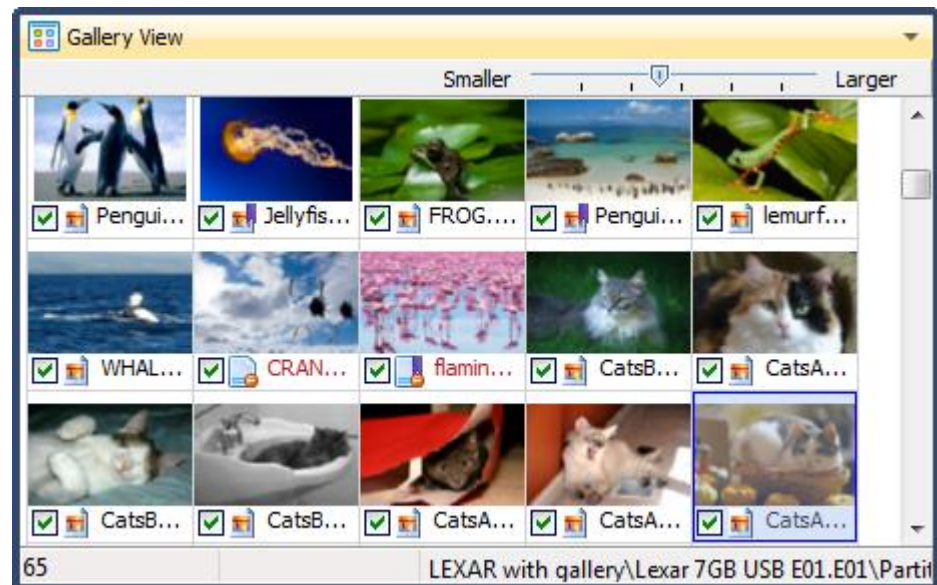 Gallery View
Smaller Larger
Pengui... Jellyfis... FROG.... Pengui... lemurf...
WHAL... CRAN... flamin... CatsB... CatsA...
CatsB... CatsB... CatsA... CatsA... CatsA...
65 LEXAR with gallery\Lexar 7GB USB E01.E01\Partit